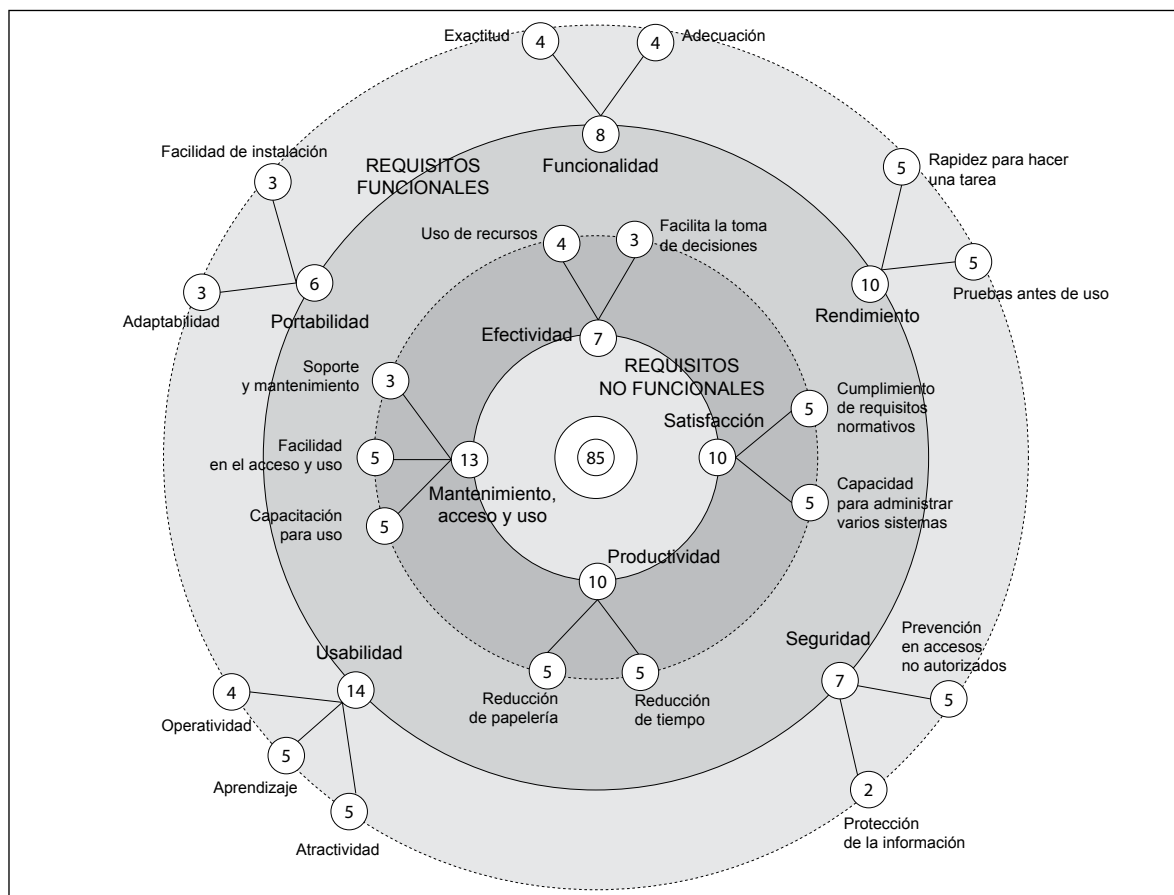 Exactitud
4
4
Adecuación
8
Funcionalidad
REQUISITOS
FUNCIONALES
Facilidad de instalación
3
3
Adaptabilidad
6
Portabilidad
5
Rapidez para hacer
una tarea
5
Pruebas antes de uso
10
Rendimiento
Uso de recursos
4
3
Facilita la toma
de decisiones
Efectividad
7
REQUISITOS
NO FUNCIONALES
Soporte
y mantenimiento
3
Facilidad
en el acceso y uso
5
Capacitación
para uso
5
13
Mantenimiento,
acceso y uso
85
Satisfacción
10
5
Cumplimiento
de requisitos
normativos
5
Capacidad
para administrar
varios sistemas
Productividad
10
5
Reducción
de papelería
5
Reducción
de tiempo
Usabilidad
14
4
Operatividad
5
Aprendizaje
5
Atractividad
Seguridad
7
Prevención
en accesos
no autorizados
5
2
Protección
de la información